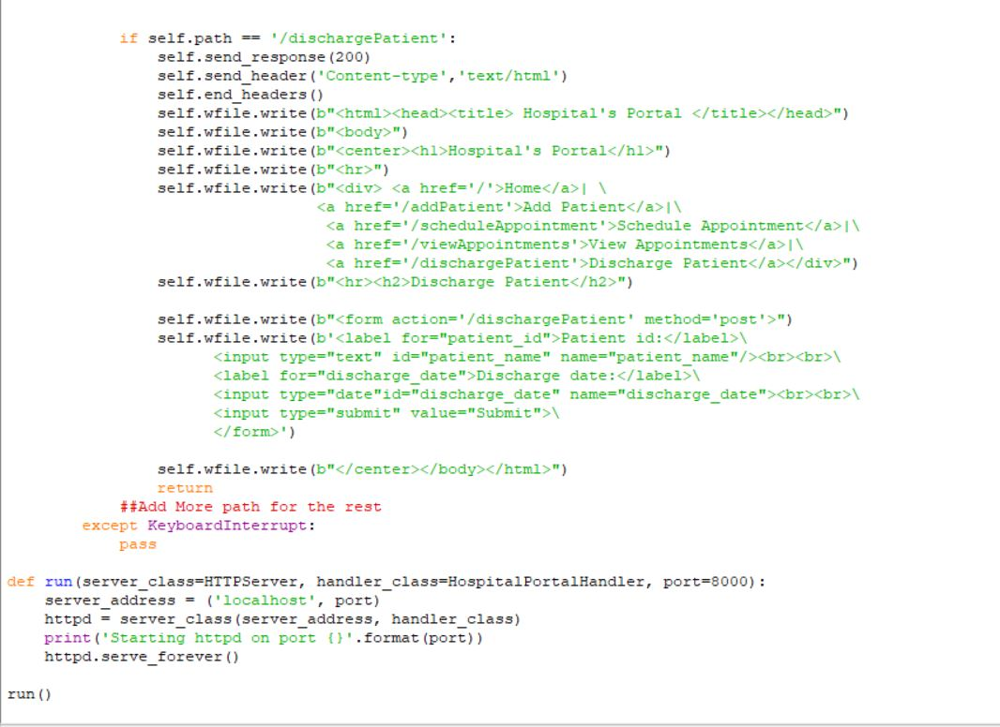 if self.path == '/dischargePatient':
self.send_response(200)
self.send_header('Content-type','text/html')
self.end_headers()
self.wfile.write(b"<html><head><title> Hospital's Portal </title></head>")
self.wfile.write(b"<body>")
self.wfile.write(b"<center><h1>Hospital's Portal</h1>")
self.wfile.write(b"<hr>")
self.wfile.write(b"<div> <a href='/'>Home</a>| \
<a href='/addPatient'>Add Patient</a>|\
<a href='/scheduleAppointment'>Schedule Appointment</a>|\
<a href='/viewAppointments'>View Appointments</a>|\
<a href='/dischargePatient'>Discharge Patient</a></div>")
self.wfile.write(b"<hr><h2>Discharge Patient</h2>")
self.wfile.write(b"<form action='/dischargePatient' method='post'>")
self.wfile.write(b'<label for="patient_id">Patient id:</label>\
<input type="text" id="patient_name" name="patient_name"/><br><br>\
<label for="discharge_date">Discharge date:</label>\
<input type="date"id="discharge_date" name="discharge_date"><br><br>\
<input type="submit" value="Submit">\
</form>')
self.wfile.write(b"</center></body></html>")
return
##Add More path for the rest
except KeyboardInterrupt:
pass
def run(server_class=HTTPServer, handler_class=HospitalPortalHandler, port=8000):
server_address = ('localhost', port)
httpd = server_class(server_address, handler_class)
print('Starting httpd on port {}'.format(port))
httpd.serve_forever()
run()